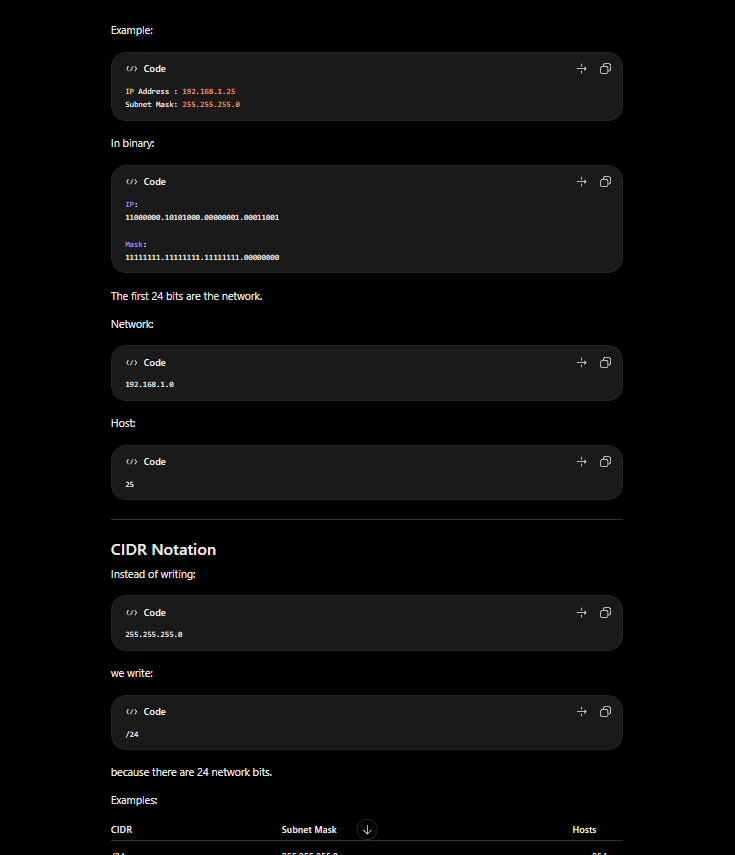 Example:
Code
IP Address : 192.168.1.25
Subnet Mask: 255.255.255.0
In binary:
Code
IP:
11000000.10101000.00000001.00011001
Mask:
11111111.11111111.11111111.00000000
The first 24 bits are the network.
Network:
Code
192.168.1.0
Host:
Code
25
CIDR Notation
Instead of writing:
Code
255.255.255.0
we write:
Code
/24
because there are 24 network bits.
Examples:
CIDR Subnet Mask Hosts